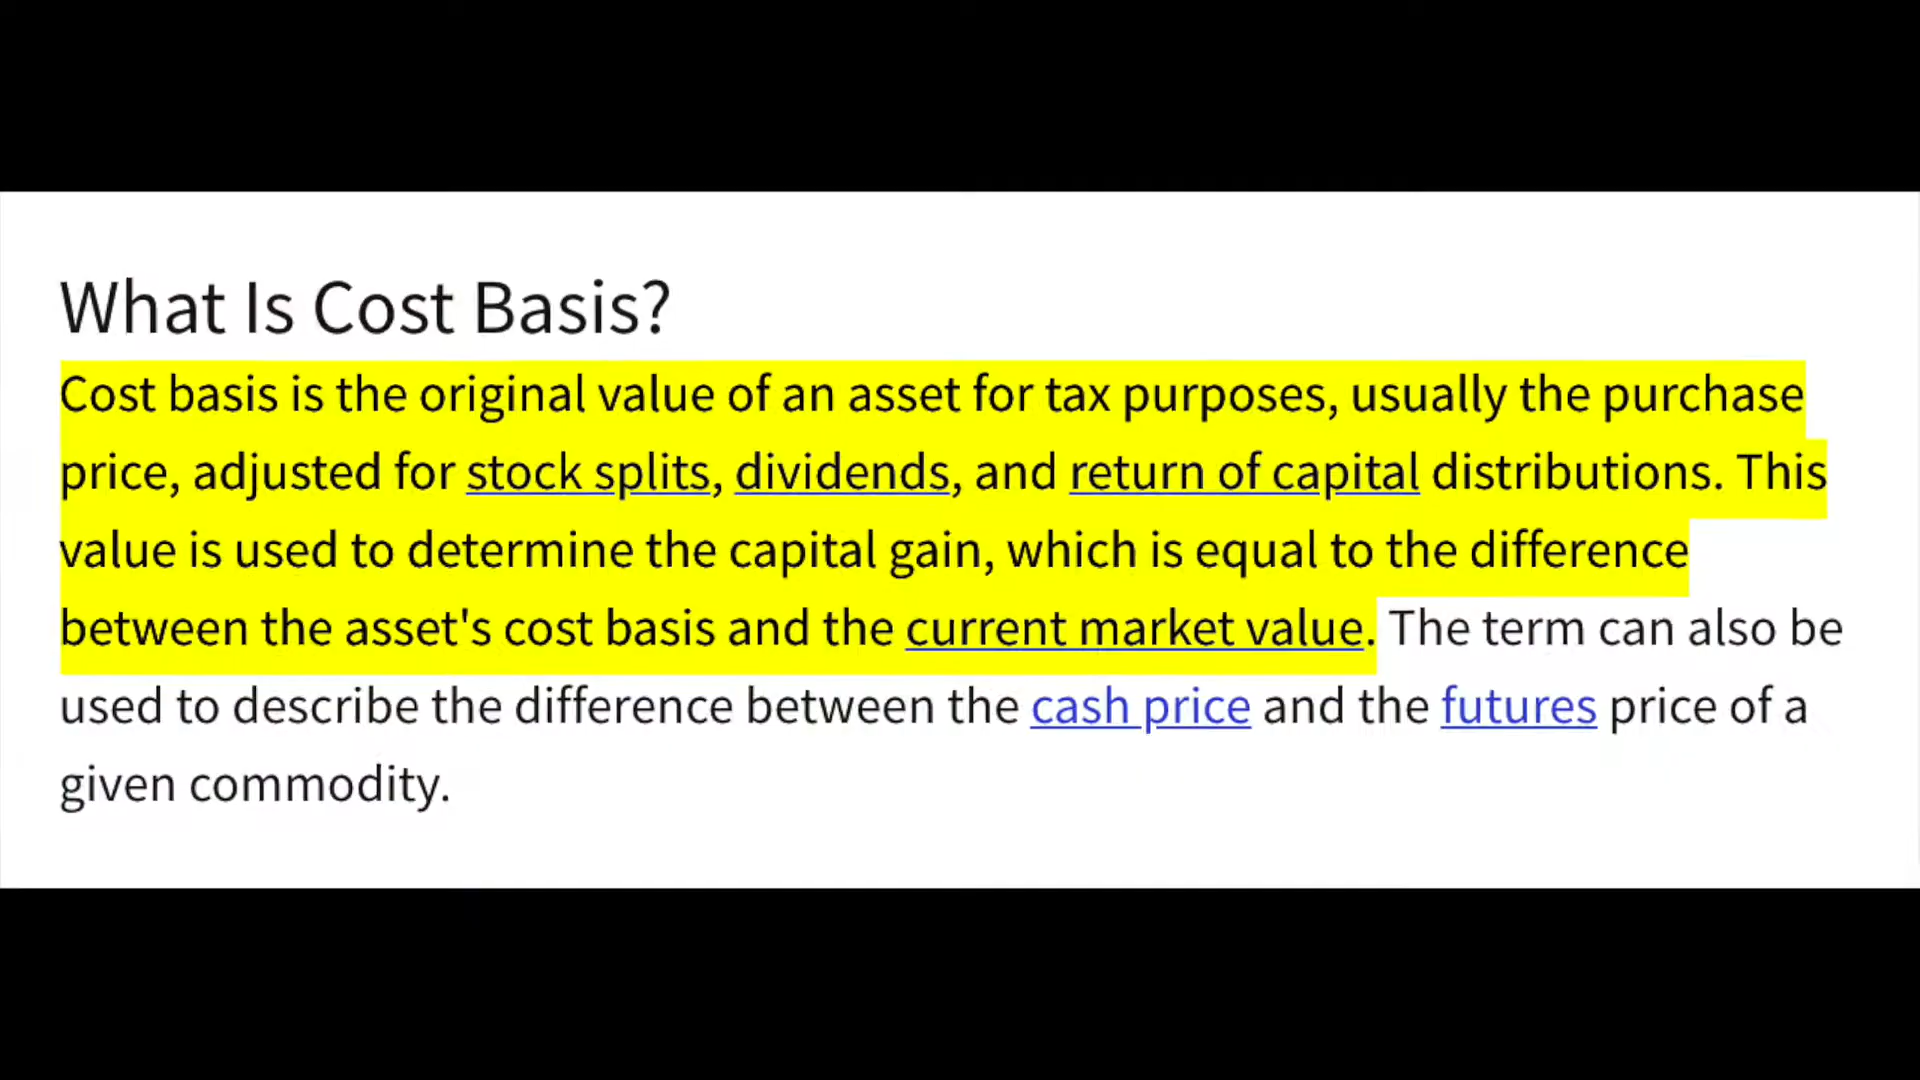 What Is Cost Basis?
Cost basis is the original value of an asset for tax purposes, usually the purchase
price, adjusted for stock splits, dividends, and return of capital distributions. This
value is used to determine the capital gain, which is equal to the difference
between the asset's cost basis and the current market value. The term can also be
used to describe the difference between the cash price and the futures price of a
given commodity.